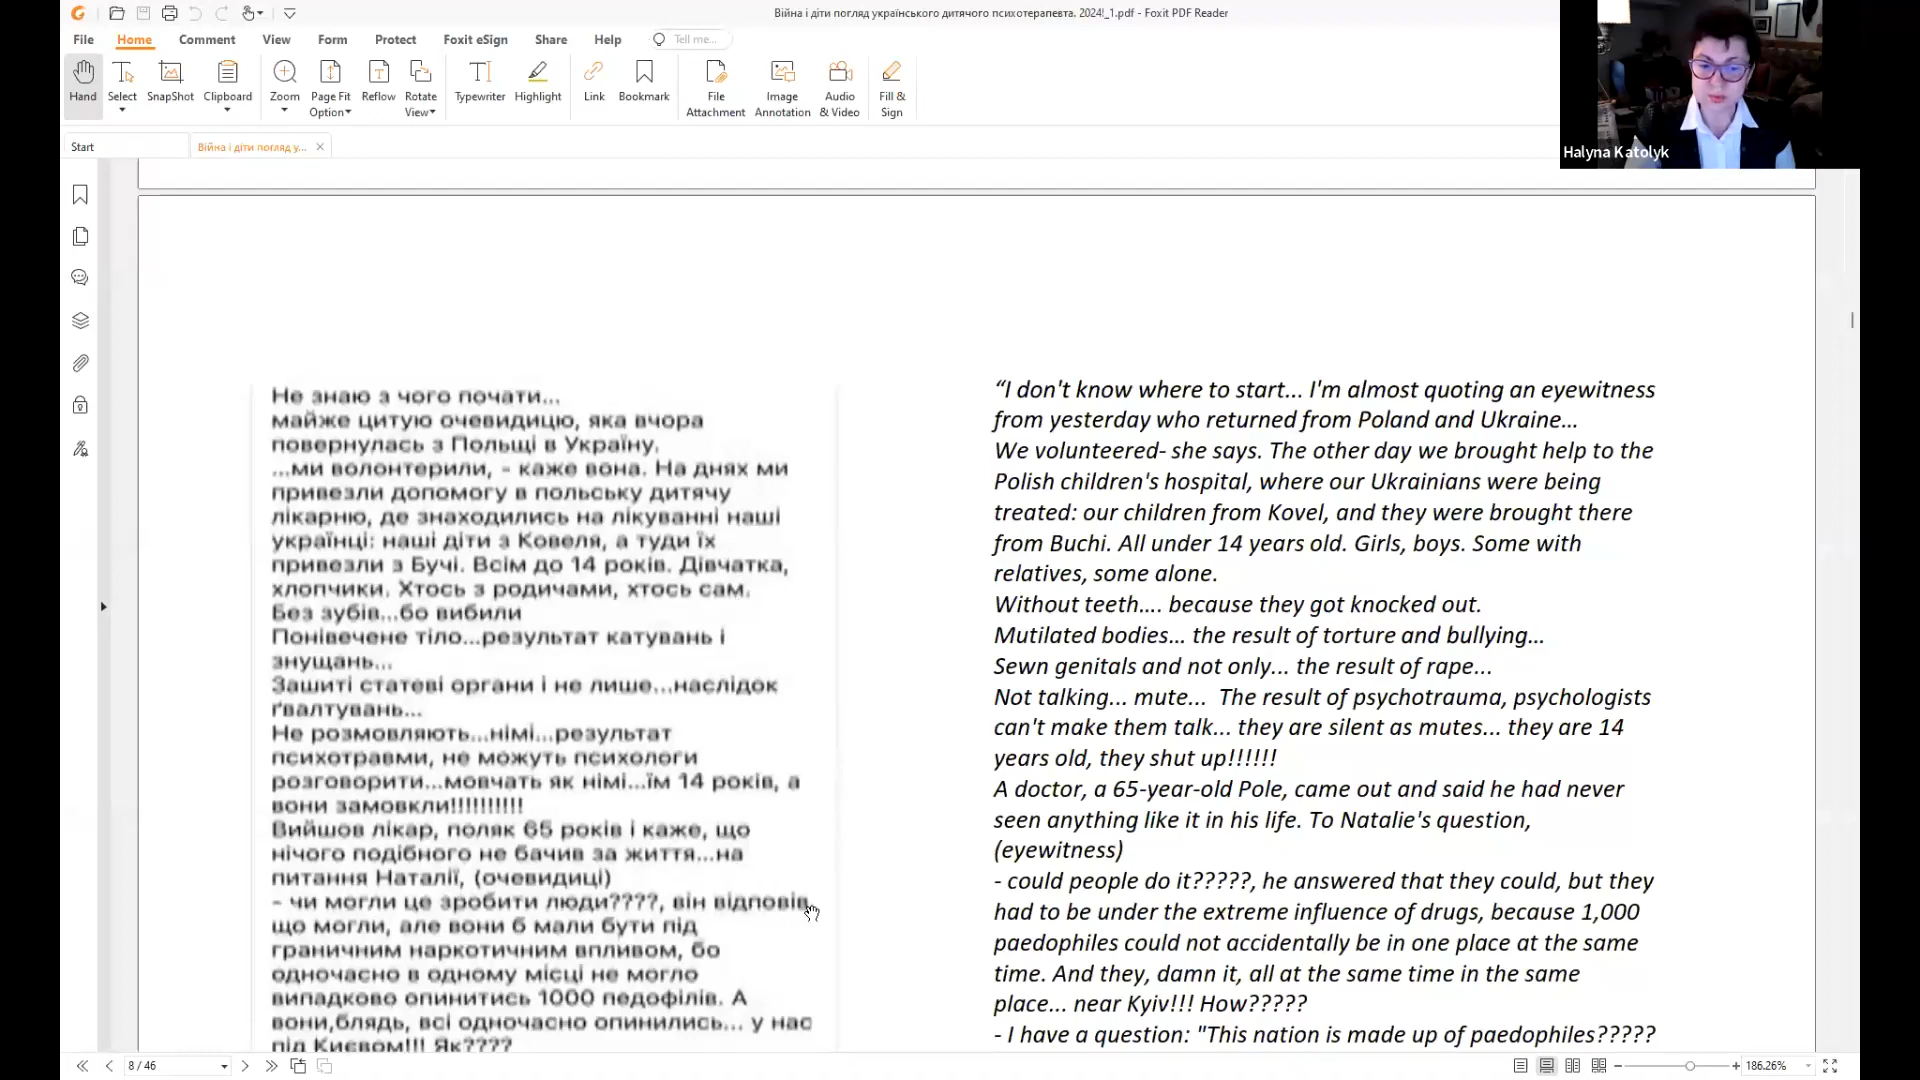 Війна і діти погляд українського дитячого психотерапевта. 2024!_1.pdf - Foxit PDF Reader
File Home Comment View Form Protect Foxit eSign Share Help Tell me...
Hand Select SnapShot Clipboard Zoom Page Fit Option Reflow Rotate View Typewriter Highlight Link Bookmark File Attachment Image Annotation Audio & Video Fill & Sign
Halyna Katolyk
Start Війна і діти погляд у...
Не знаю з чого почати...
майже цитую очевидицю, яка вчора
повернулась з Польщі в Україну.
...ми волонтерили, - каже вона. На днях ми
привезли допомогу в польську дитячу
лікарню, де знаходились на лікуванні наші
українці: наші діти з Ковеля, а туди їх
привезли з Бучі. Всім до 14 років. Дівчатка,
хлопчики. Хтось з родичами, хтось сам.
Без зубів...бо вибили
Понівечене тіло...результат катувань і
знущань...
Зашиті статеві органи і не лише...наслідок
ґвалтувань...
Не розмовляють...німі...результат
психотравми, не можуть психологи
розговорити...мовчать як німі...їм 14 років, а
вони замовкли!!!!!!!!!!
Вийшов лікар, поляк 65 років і каже, що
нічого подібного не бачив за життя...на
питання Наталії, (очевидиці)
- чи могли це зробити люди????, він відповів,
що могли, але вони б мали бути під
граничним наркотичним впливом, бо
одночасно в одному місці не могло
випадково опинитись 1000 педофілів. А
вони,блядь, всі одночасно опинились... у нас
під Києвом!!! Як????
“I don't know where to start... I'm almost quoting an eyewitness
from yesterday who returned from Poland and Ukraine...
We volunteered- she says. The other day we brought help to the
Polish children's hospital, where our Ukrainians were being
treated: our children from Kovel, and they were brought there
from Buchi. All under 14 years old. Girls, boys. Some with
relatives, some alone.
Without teeth.... because they got knocked out.
Mutilated bodies... the result of torture and bullying...
Sewn genitals and not only... the result of rape...
Not talking... mute... The result of psychotrauma, psychologists
can't make them talk... they are silent as mutes... they are 14
years old, they shut up!!!!!!
A doctor, a 65-year-old Pole, came out and said he had never
seen anything like it in his life. To Natalie's question,
(eyewitness)
- could people do it?????, he answered that they could, but they
had to be under the extreme influence of drugs, because 1,000
paedophiles could not accidentally be in one place at the same
time. And they, damn it, all at the same time in the same
place... near Kyiv!!! How?????
- I have a question: "This nation is made up of paedophiles?????
8 / 46 186.26%